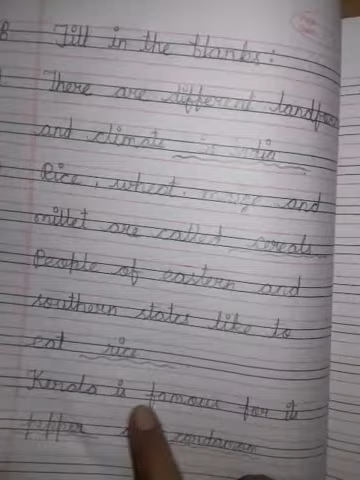 B Fill in the blanks:
There are different landfor
and climate in India
Rice, wheat, maize and
millet are called cereals
People of eastern and
southern states like to
eat rice
Kerala is famous for its
pepper